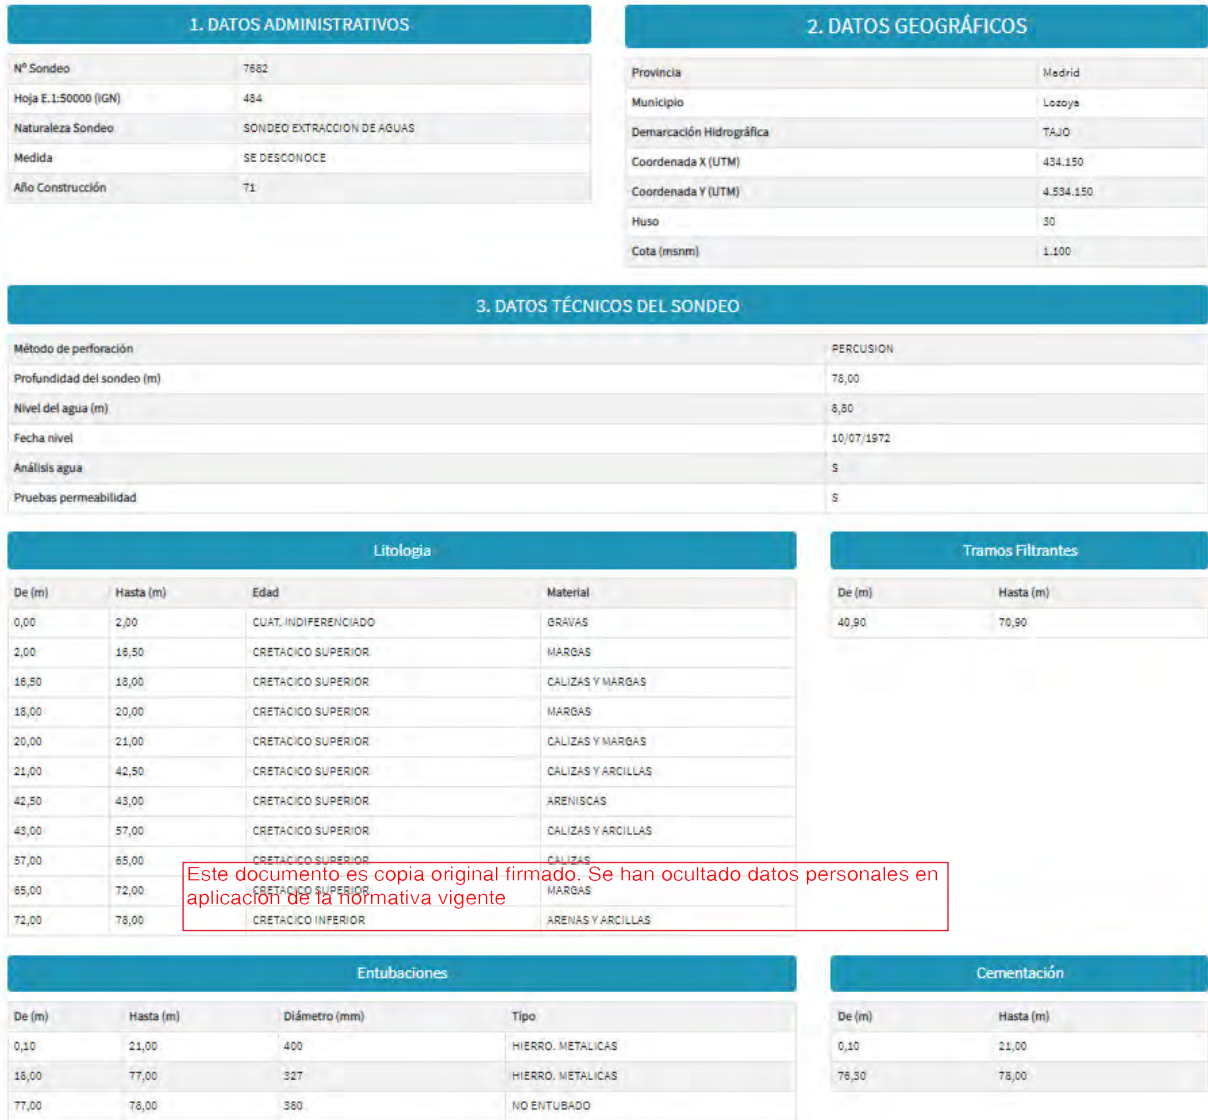 1. DATOS ADMINISTRATIVOS
Nº Sondeo 7682
Hoja E.1:50000 (IGN) 484
Naturaleza Sondeo SONDEO EXTRACCION DE AGUAS
Medida SE DESCONOCE
Año Construcción 71
2. DATOS GEOGRÁFICOS
Provincia Madrid
Municipio Lozoya
Demarcación Hidrográfica TAJO
Coordenada X (UTM) 434.150
Coordenada Y (UTM) 4.534.150
Huso 30
Cota (msnm) 1.100
3. DATOS TÉCNICOS DEL SONDEO
Método de perforación PERCUSION
Profundidad del sondeo (m) 78,00
Nivel del agua (m) 8,80
Fecha nivel 10/07/1972
Análisis agua S
Pruebas permeabilidad S
Litologia
De (m) Hasta (m) Edad Material
0,00 2,00 CUAT. INDIFERENCIADO GRAVAS
2,00 16,50 CRETACICO SUPERIOR MARGAS
16,50 18,00 CRETACICO SUPERIOR CALIZAS Y MARGAS
18,00 20,00 CRETACICO SUPERIOR MARGAS
20,00 21,00 CRETACICO SUPERIOR CALIZAS Y MARGAS
21,00 42,50 CRETACICO SUPERIOR CALIZAS Y ARCILLAS
42,50 43,00 CRETACICO SUPERIOR ARENISCAS
43,00 57,00 CRETACICO SUPERIOR CALIZAS Y ARCILLAS
57,00 65,00 CRETACICO SUPERIOR CALIZAS
65,00 72,00 CRETACICO SUPERIOR MARGAS
72,00 78,00 CRETACICO INFERIOR ARENAS Y ARCILLAS
Este documento es copia original firmado. Se han ocultado datos personales en
aplicación de la normativa vigente
Tramos Filtrantes
De (m) Hasta (m)
40,90 70,90
Entubaciones
De (m) Hasta (m) Diámetro (mm) Tipo
0,10 21,00 400 HIERRO. METALICAS
18,00 77,00 327 HIERRO. METALICAS
77,00 78,00 380 NO ENTUBADO
Cementación
De (m) Hasta (m)
0,10 21,00
76,30 78,00